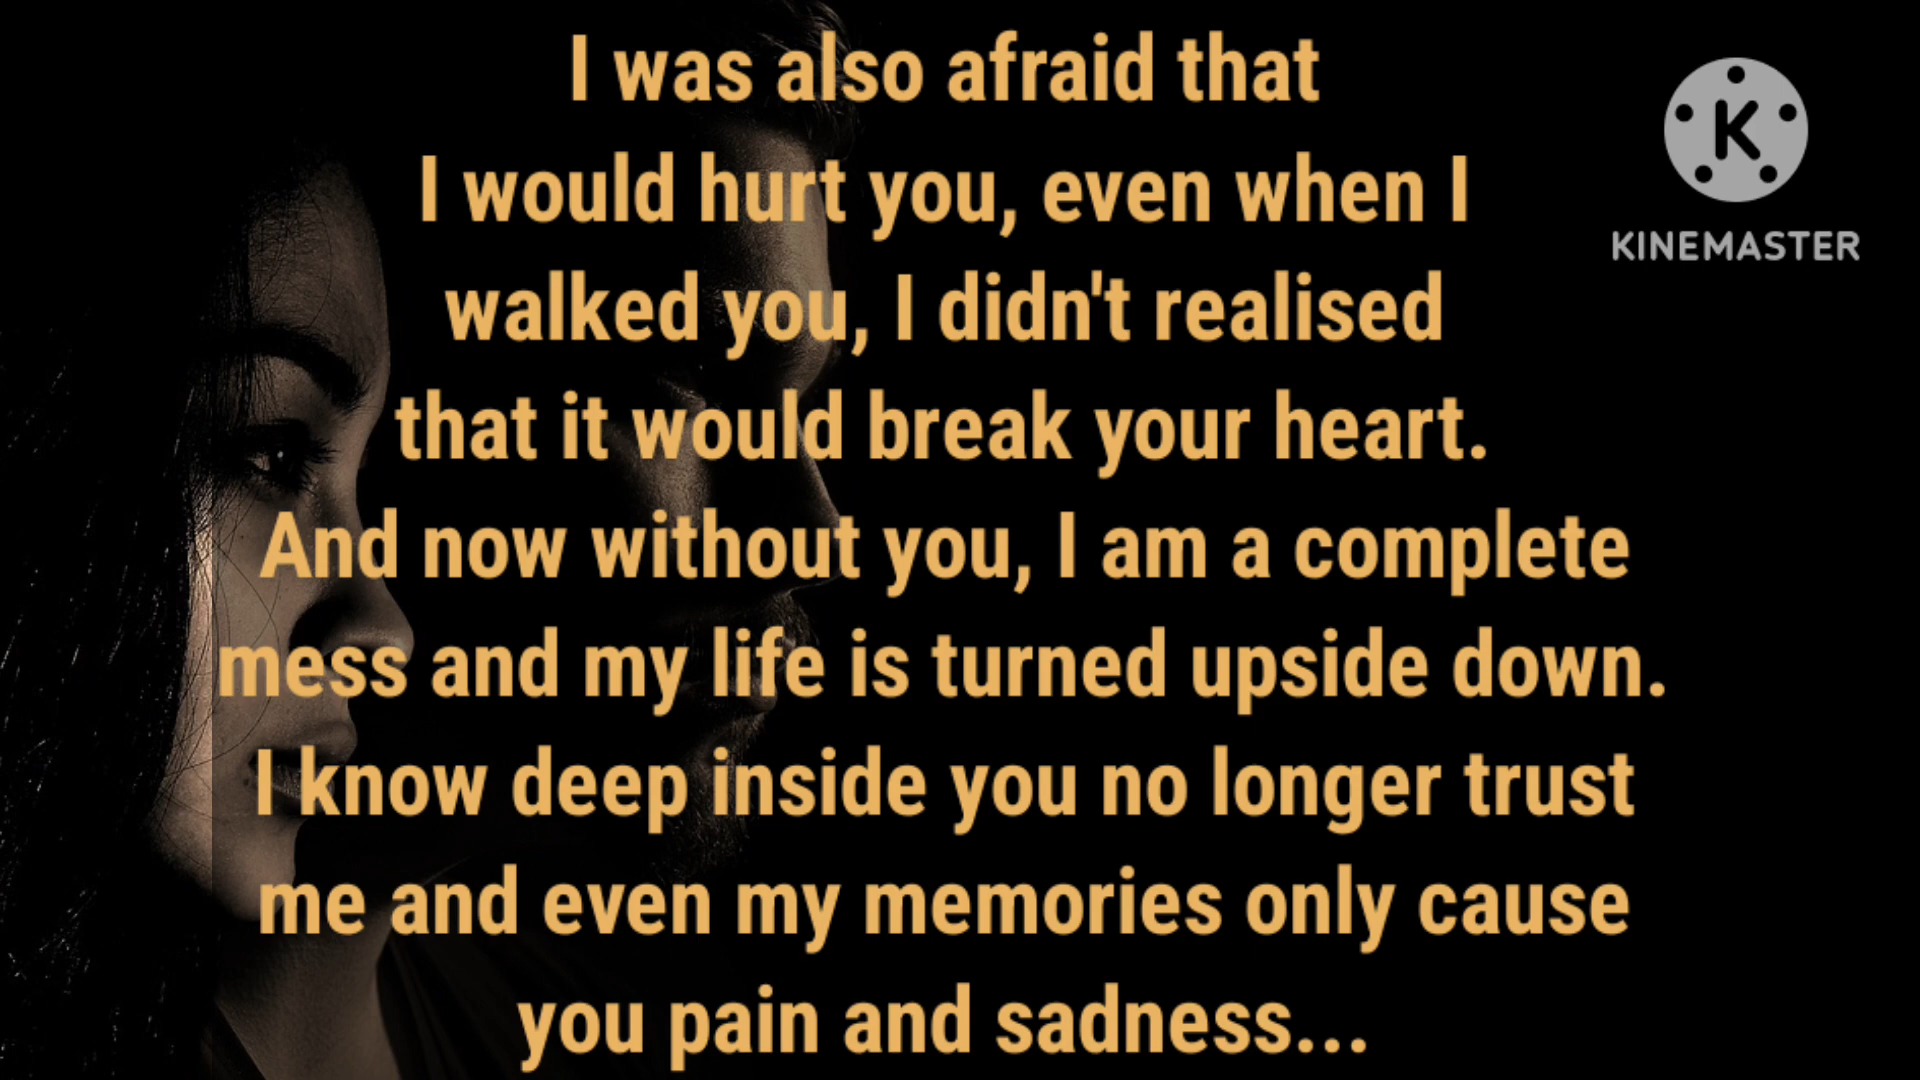 I was also afraid that
I would hurt you, even when I
walked you, I didn't realised
that it would break your heart.
And now without you, I am a complete
mess and my life is turned upside down.
I know deep inside you no longer trust
me and even my memories only cause
you pain and sadness...
K
KINEMASTER